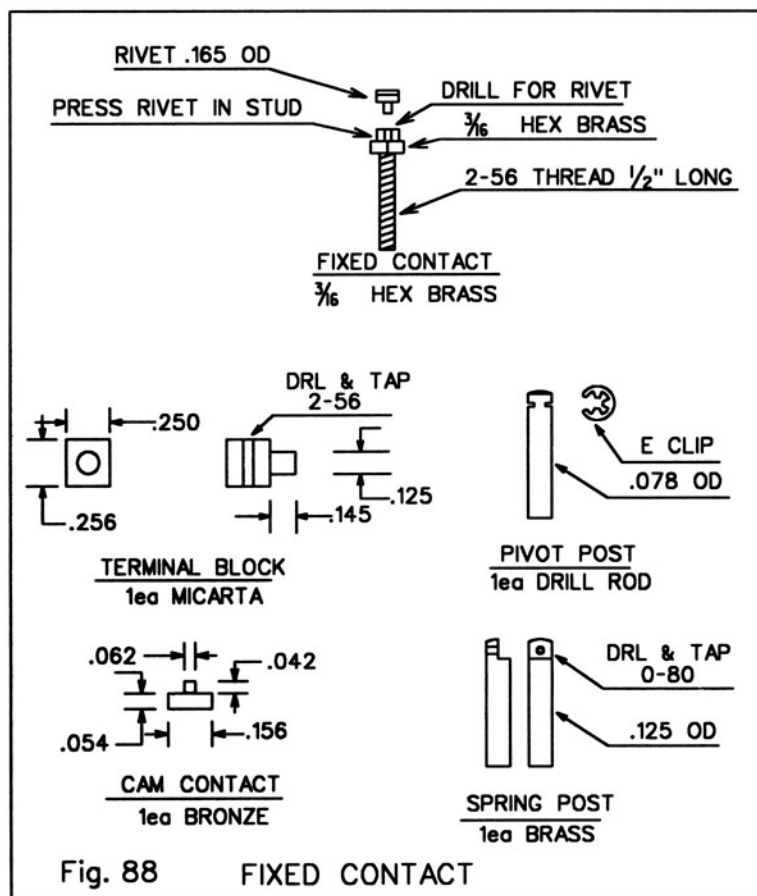 RIVET .165 OD
DRILL FOR RIVET
PRESS RIVET IN STUD
3/16 HEX BRASS
2-56 THREAD 1/2" LONG
FIXED CONTACT
3/16 HEX BRASS
DRL & TAP
2-56
.250
.256
.125
.145
E CLIP
.078 OD
TERMINAL BLOCK
1ea MICARTA
PIVOT POST
1ea DRILL ROD
.062
.042
.054
.156
DRL & TAP
0-80
.125 OD
CAM CONTACT
1ea BRONZE
SPRING POST
1ea BRASS
Fig. 88 FIXED CONTACT